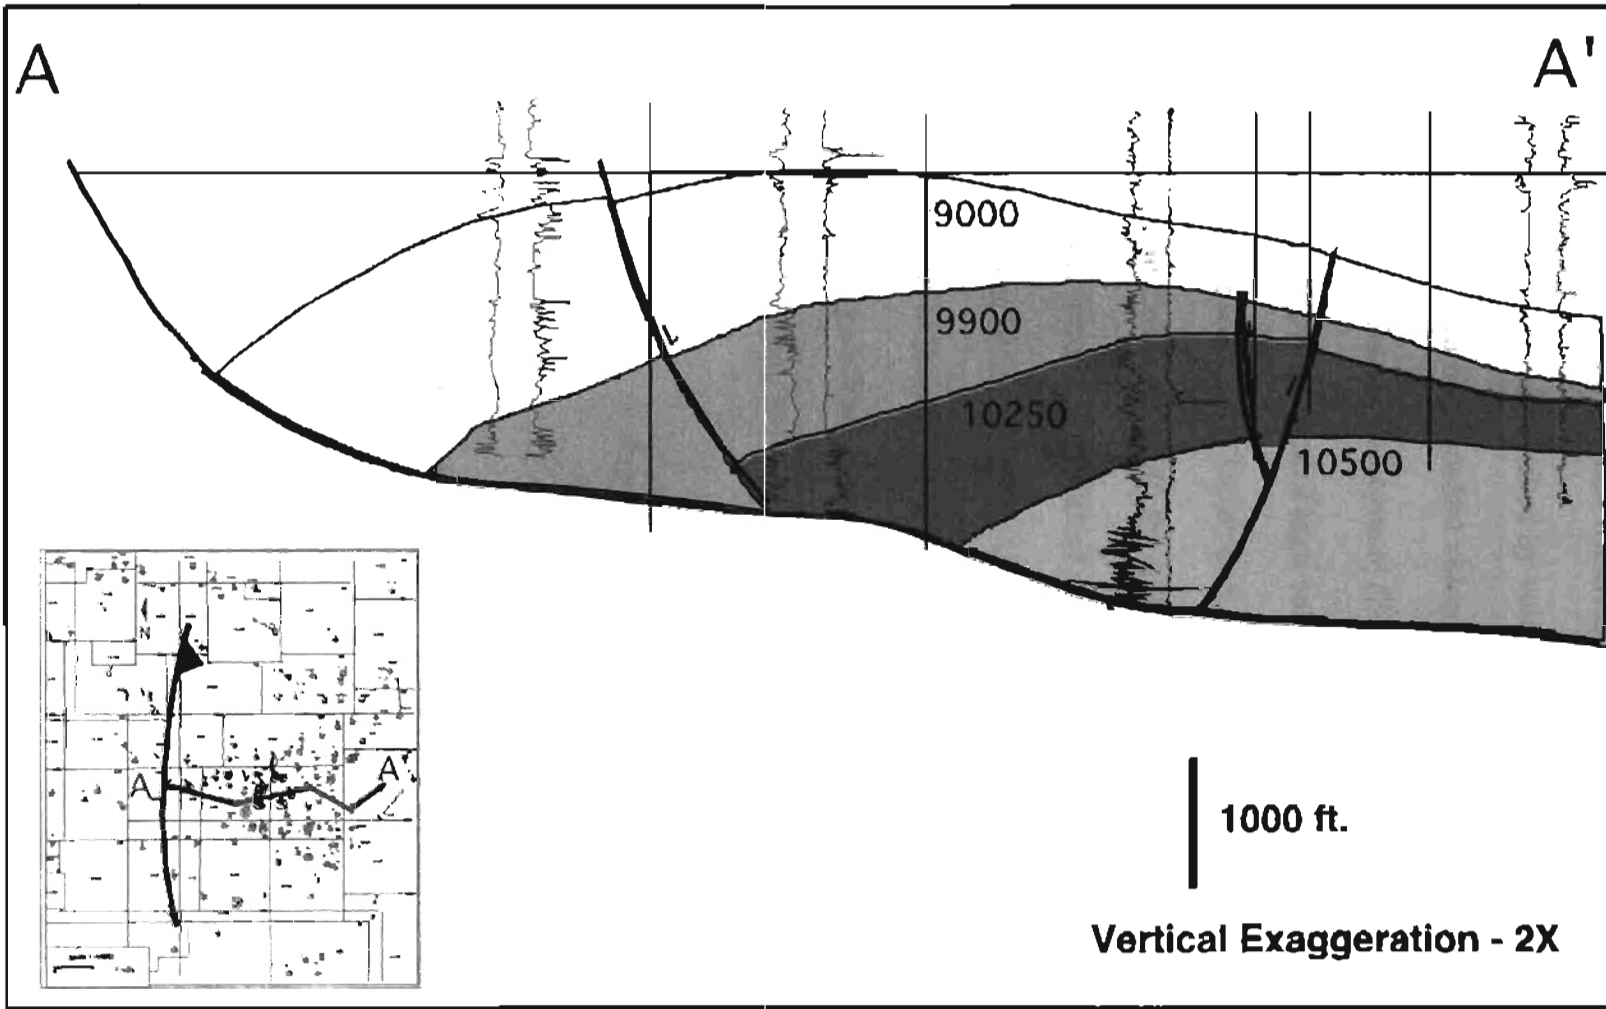 A A'
9000
9900
10250
10500
N
A A'
1000 ft.
Vertical Exaggeration - 2X